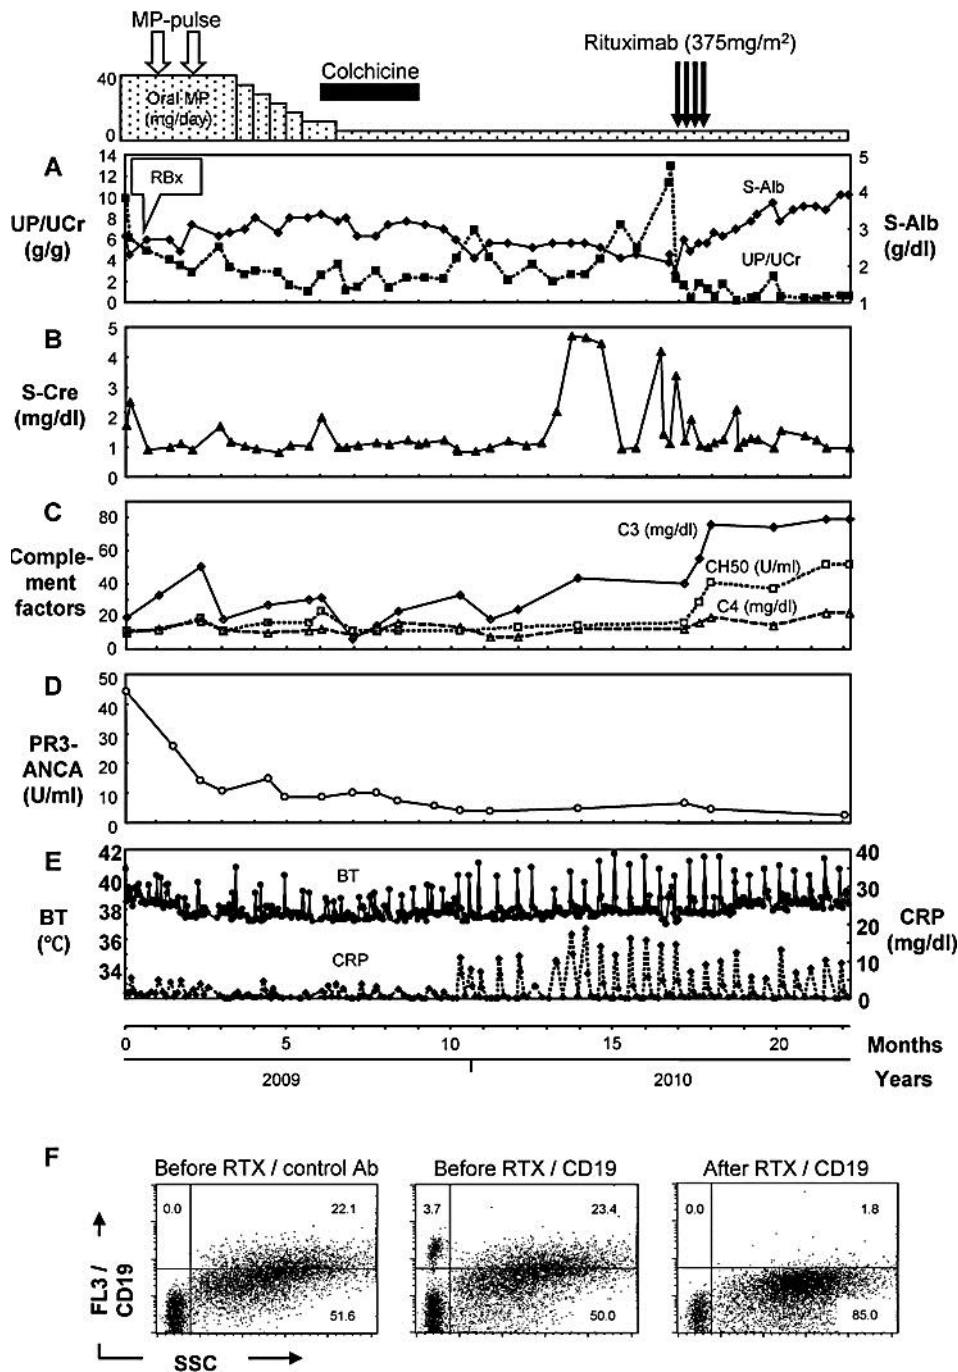 MP-pulse
Rituximab (375mg/m²)
Colchicine
40
Oral MP
(mg/day)
0
A
14
12
10
8
6
4
2
0
RBx
UP/UCr
(g/g)
S-Alb
UP/UCr
5
4
3
2
1
S-Alb
(g/dl)
B
5
4
3
2
1
0
S-Cre
(mg/dl)
C
80
60
40
20
0
Comple-
ment
factors
C3 (mg/dl)
CH50 (U/ml)
C4 (mg/dl)
D
50
40
30
20
10
0
PR3-
ANCA
(U/ml)
E
42
40
38
36
34
BT
(°C)
BT
CRP
40
30
20
10
0
CRP
(mg/dl)
0 5 10 15 20 Months
2009 2010 Years
F
Before RTX / control Ab Before RTX / CD19 After RTX / CD19
0.0 22.1 3.7 23.4 0.0 1.8
51.6 50.0 85.0
FL3 /
CD19
SSC